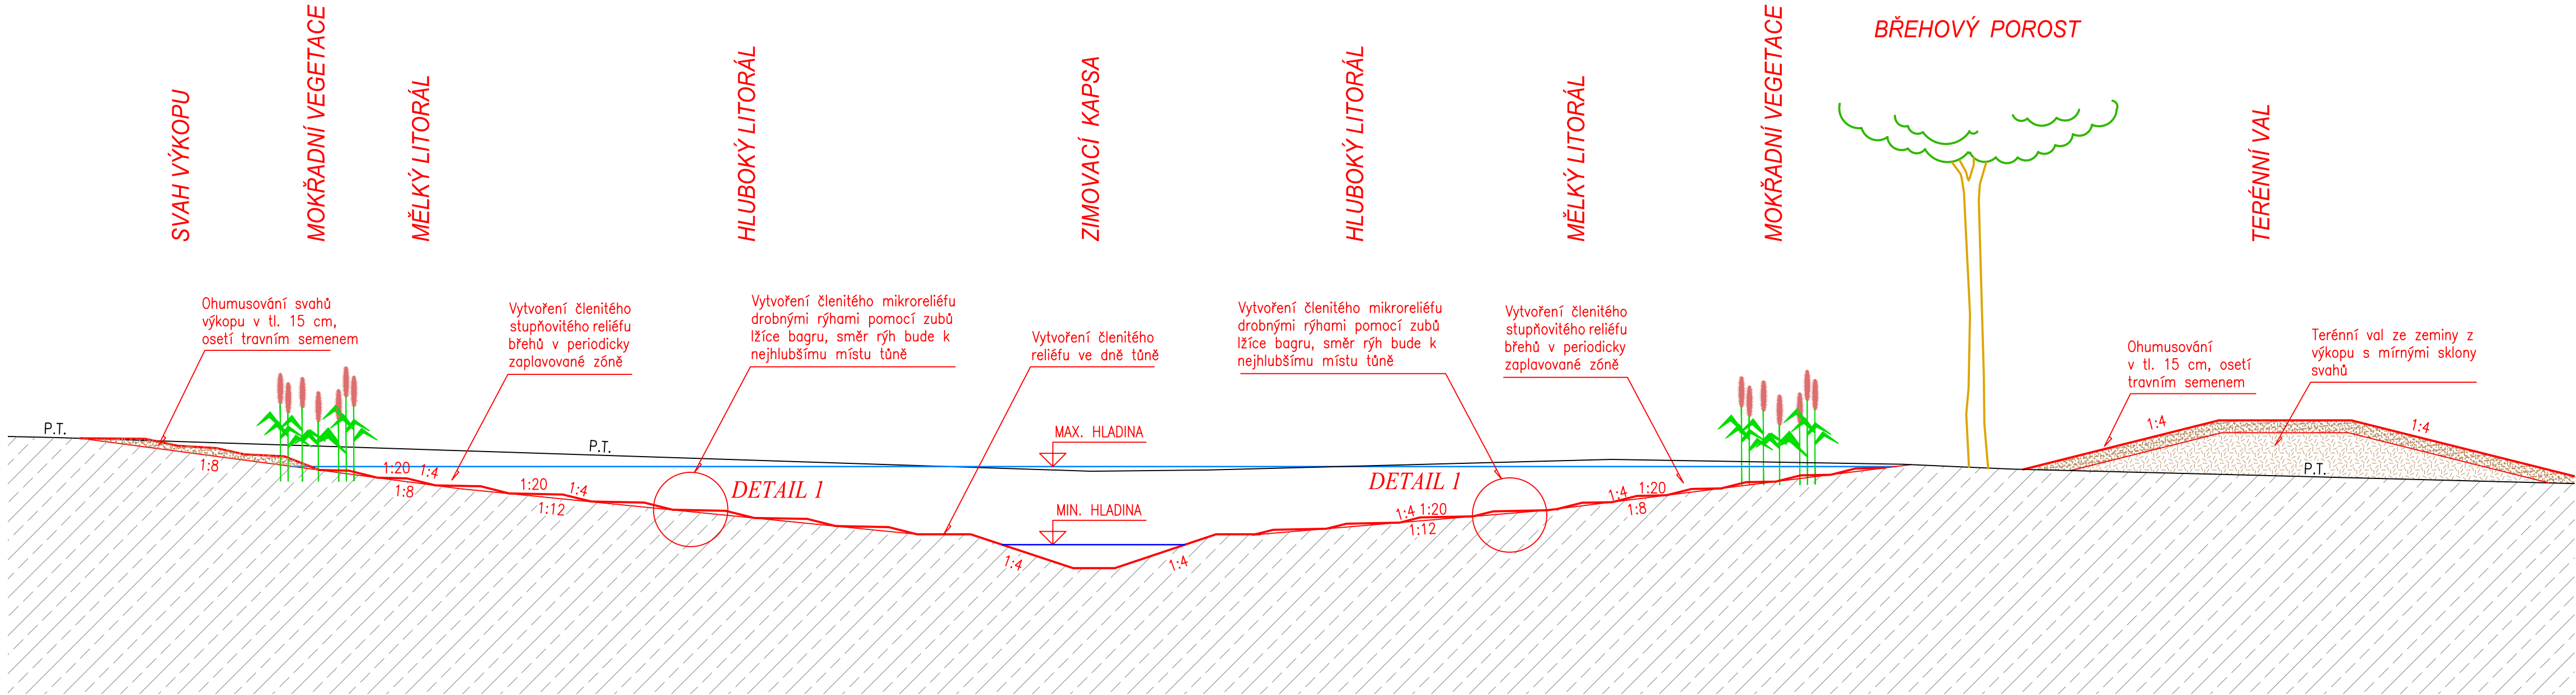 SVAH VÝKOPU
MOKŘADNÍ VEGETACE
MĚLKÝ LITORÁL
HLUBOKÝ LITORÁL
ZIMOVACÍ KAPSA
HLUBOKÝ LITORÁL
MĚLKÝ LITORÁL
MOKŘADNÍ VEGETACE
BŘEHOVÝ POROST
TERÉNNÍ VAL
Ohumusování svahů
výkopu v tl. 15 cm,
osetí travním semenem
Vytvoření členitého
stupňovitého reliéfu
břehů v periodicky
zaplavované zóně
Vytvoření členitého mikroreliéfu
drobnými rýhami pomocí zubů
lžíce bagru, směr rýh bude k
nejhlubšímu místu tůně
Vytvoření členitého
reliéfu ve dně tůně
Vytvoření členitého mikroreliéfu
drobnými rýhami pomocí zubů
lžíce bagru, směr rýh bude k
nejhlubšímu místu tůně
Vytvoření členitého
stupňovitého reliéfu
břehů v periodicky
zaplavované zóně
Ohumusování
v tl. 15 cm, osetí
travním semenem
Terénní val ze zeminy z
výkopu s mírnými sklony
svahů
P.T.
1:8
1:20
1:4
1:8
P.T.
1:20
1:4
1:12
DETAIL 1
MAX. HLADINA
MIN. HLADINA
1:4
1:4
DETAIL 1
1:4
1:20
1:12
1:4
1:20
1:8
1:4
1:4
P.T.